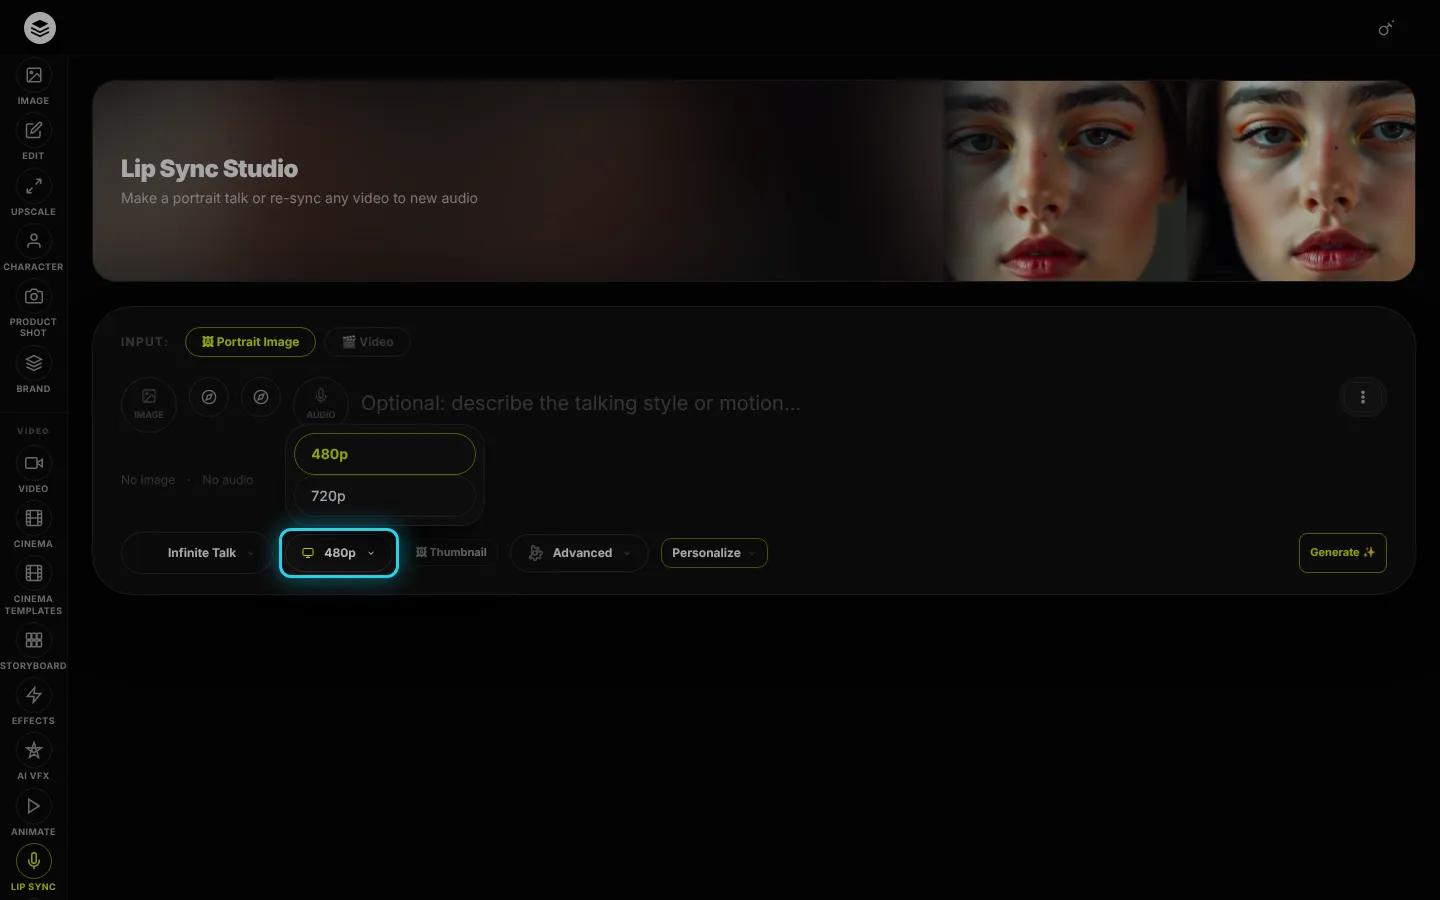 IMAGE
EDIT
UPSCALE
CHARACTER
PRODUCT
SHOT
BRAND
VIDEO
VIDEO
CINEMA
CINEMA
TEMPLATES
STORYBOARD
EFFECTS
AI VFX
ANIMATE
LIP SYNC
Lip Sync Studio
Make a portrait talk or re-sync any video to new audio
INPUT: Portrait Image Video
IMAGE AUDIO Optional: describe the talking style or motion...
480p
No image · No audio
720p
Infinite Talk 480p Thumbnail Advanced Personalize Generate ✨